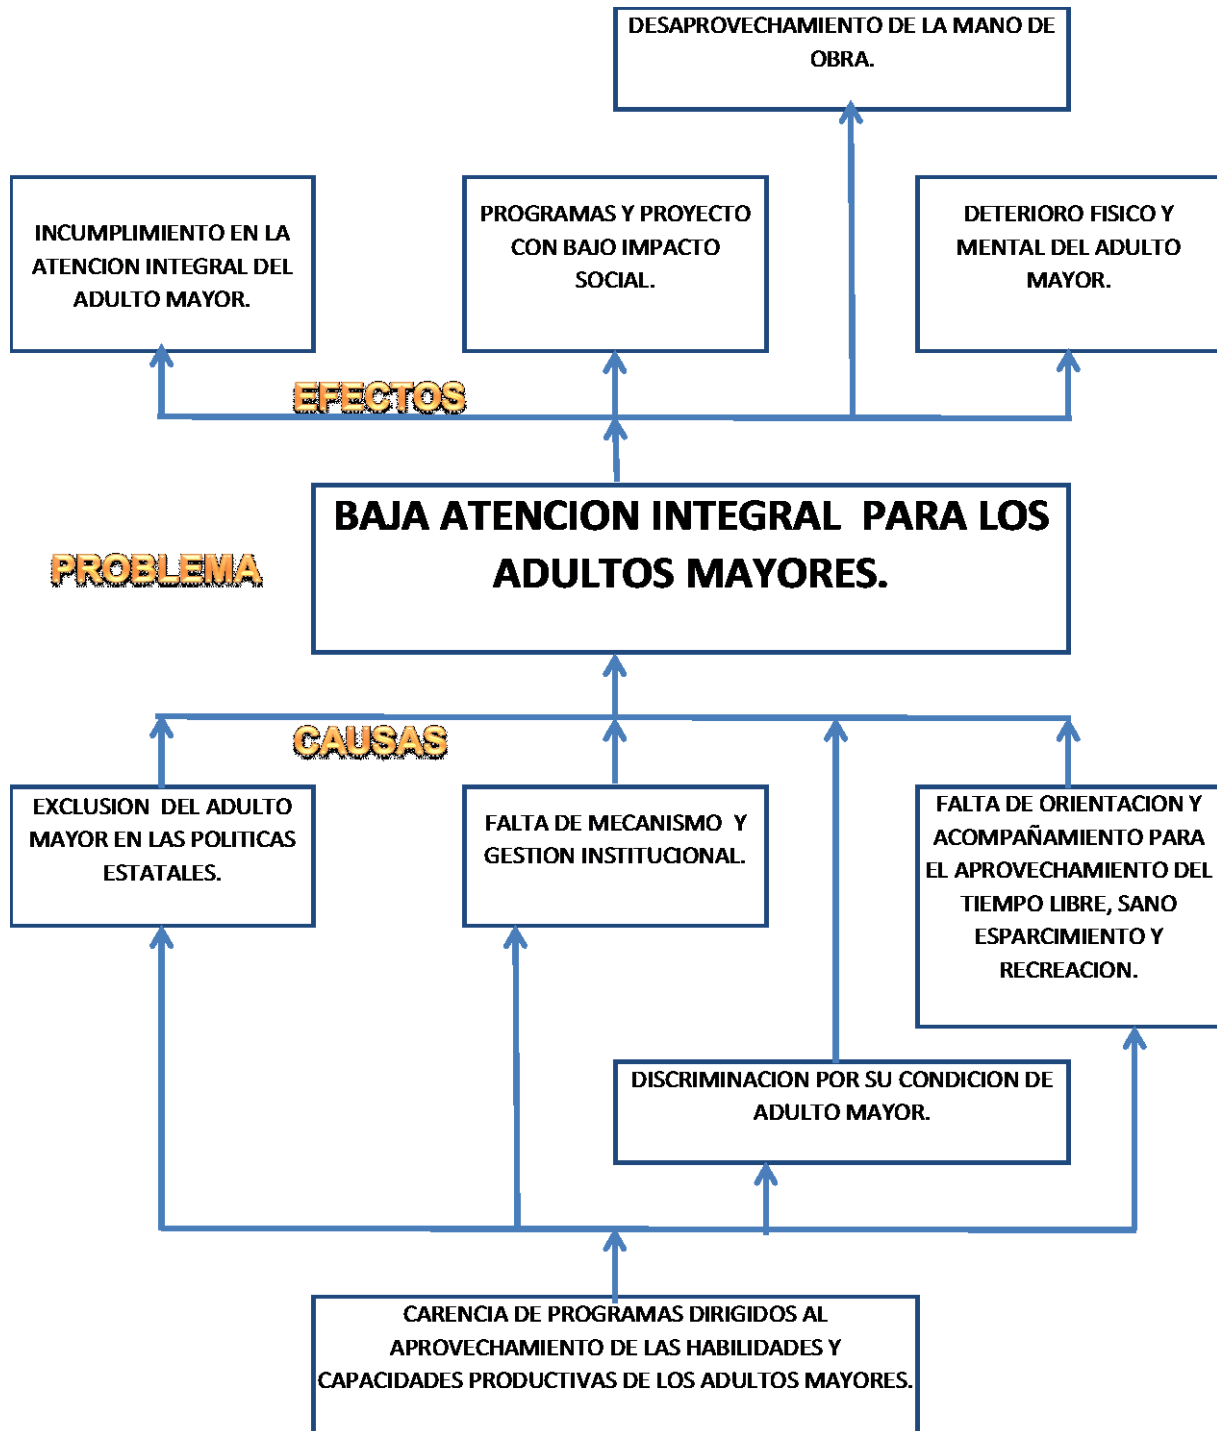 DESAPROVECHAMIENTO DE LA MANO DE
OBRA.
INCUMPLIMIENTO EN LA
ATENCION INTEGRAL DEL
ADULTO MAYOR.
PROGRAMAS Y PROYECTO
CON BAJO IMPACTO
SOCIAL.
DETERIORO FISICO Y
MENTAL DEL ADULTO
MAYOR.
EFECTOS
BAJA ATENCION INTEGRAL  PARA LOS
ADULTOS MAYORES.
PROBLEMA
CAUSAS
EXCLUSION  DEL ADULTO
MAYOR EN LAS POLITICAS
ESTATALES.
FALTA DE MECANISMO  Y
GESTION INSTITUCIONAL.
FALTA DE ORIENTACION Y
ACOMPAÑAMIENTO PARA
EL APROVECHAMIENTO DEL
TIEMPO LIBRE, SANO
ESPARCIMIENTO Y
RECREACION.
DISCRIMINACION POR SU CONDICION DE
ADULTO MAYOR.
CARENCIA DE PROGRAMAS DIRIGIDOS AL
APROVECHAMIENTO DE LAS HABILIDADES Y
CAPACIDADES PRODUCTIVAS DE LOS ADULTOS MAYORES.